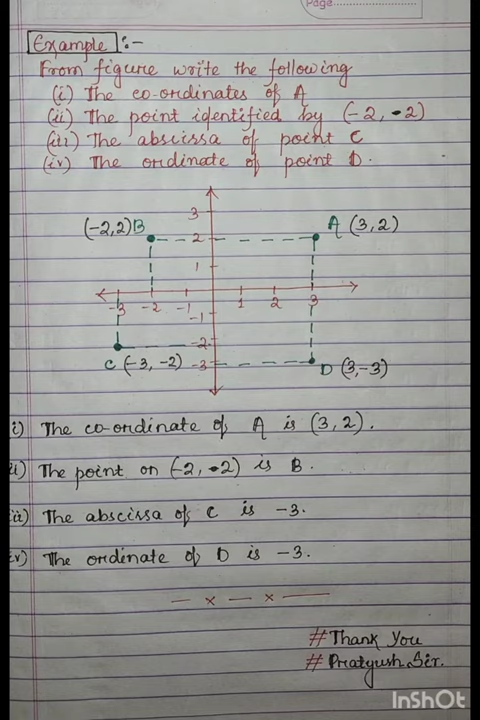 Page
Example :-
From figure write the following
(i) The co-ordinates of A
(ii) The point identified by (-2, -2)
(iii) The abscissa of point C
(iv) The ordinate of point D.
3
(-2,2) B 2 A (3,2)
1
-3 -2 -1 1 2 3
-1
-2
C (-3, -2) -3 D (3,-3)
i) The co-ordinate of A is (3, 2).
ii) The point on (-2, -2) is B.
iii) The abscissa of C is -3.
iv) The ordinate of D is -3.
— x — x —
# Thank You
# Pratyush Sir.
InShOt